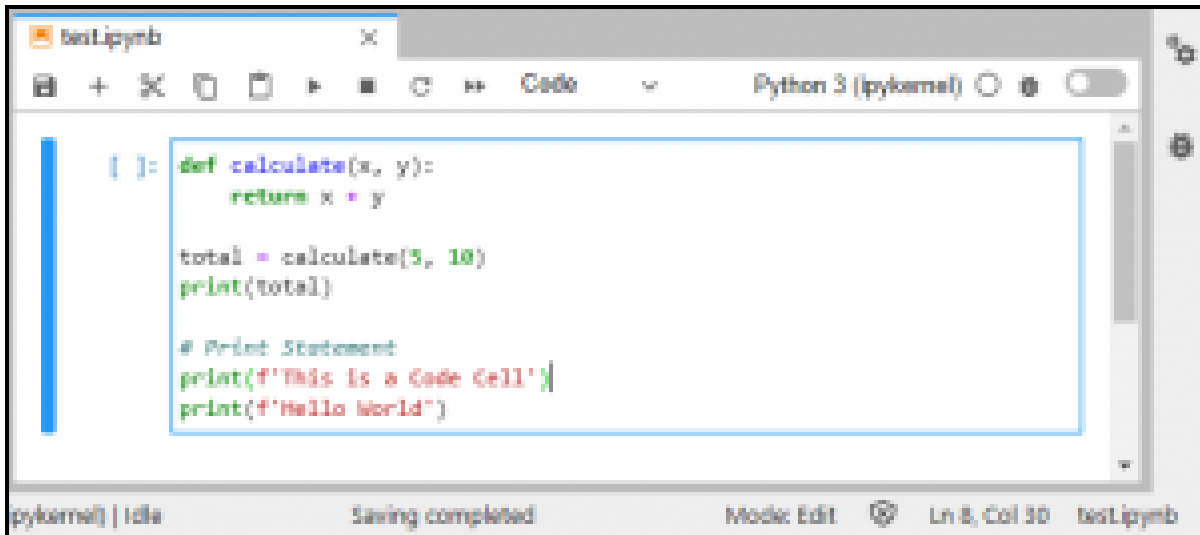 test.ipynb
Code Python 3 (ipykernel)
[ ]: def calculate(x, y):
return x + y
total = calculate(5, 10)
print(total)
# Print Statement
print(f'This is a Code Cell')
print(f'Hello World")
pykernel) | Idle Saving completed Mode: Edit Ln 8, Col 30 test.ipynb